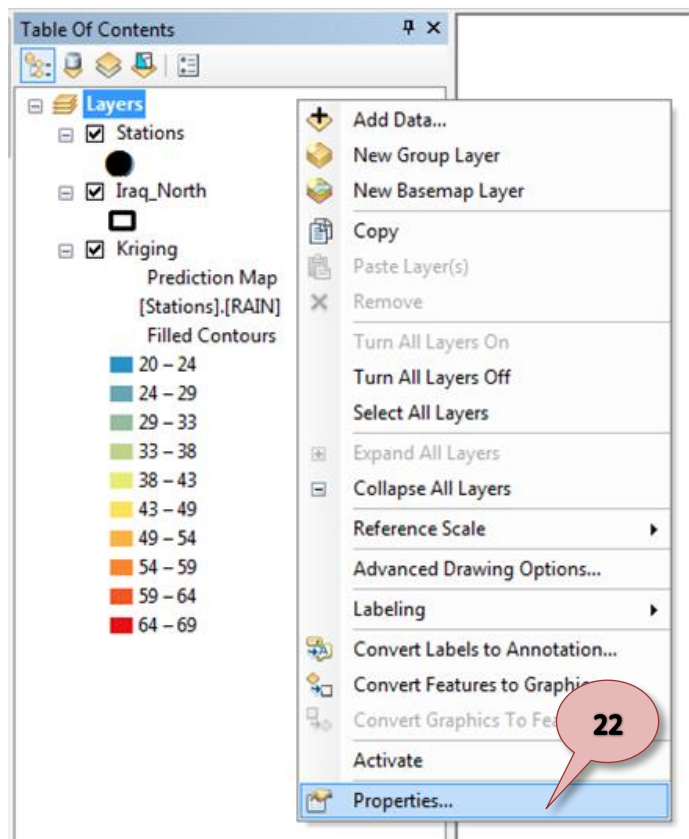 Table Of Contents
Layers
Stations
Iraq_North
Kriging
Prediction Map
[Stations].[RAIN]
Filled Contours
20 – 24
24 – 29
29 – 33
33 – 38
38 – 43
43 – 49
49 – 54
54 – 59
59 – 64
64 – 69
Add Data...
New Group Layer
New Basemap Layer
Copy
Paste Layer(s)
Remove
Turn All Layers On
Turn All Layers Off
Select All Layers
Expand All Layers
Collapse All Layers
Reference Scale
Advanced Drawing Options...
Labeling
Convert Labels to Annotation...
Convert Features to Graphic
Convert Graphics To Fea
22
Activate
Properties...